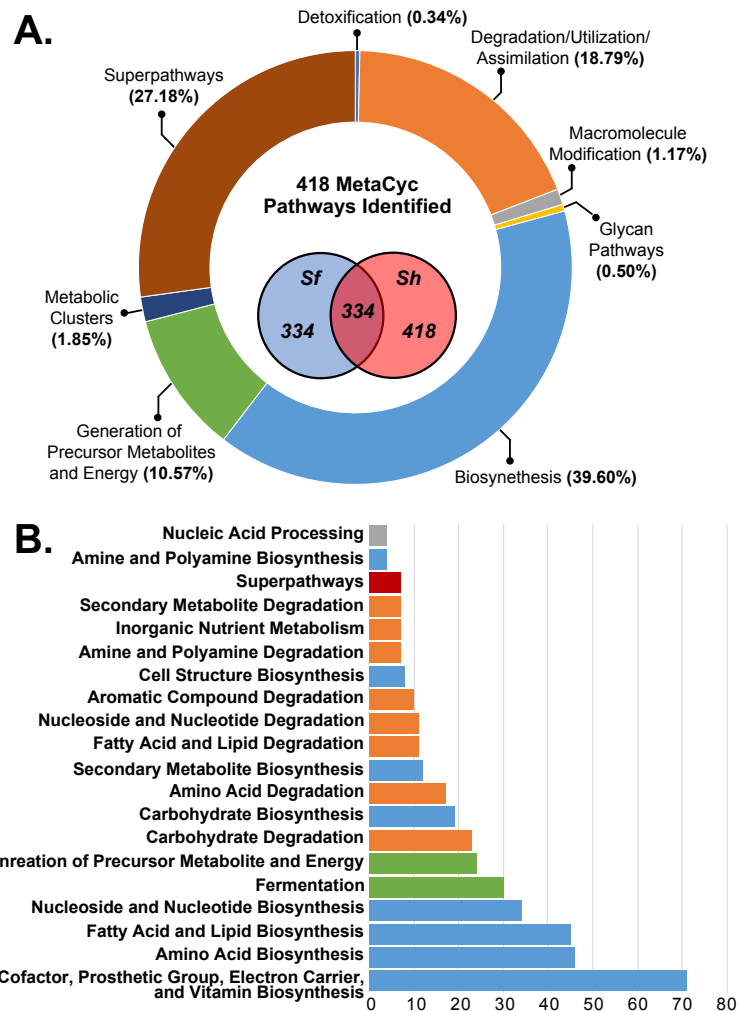 A.
Detoxification (0.34%)
Degradation/Utilization/
Assimilation (18.79%)
Superpathways
(27.18%)
Macromolecule
Modification (1.17%)
418 MetaCyc
Pathways Identified
Glycan
Pathways
(0.50%)
Sf
Sh
334
334
418
Metabolic
Clusters
(1.85%)
Generation of
Precursor Metabolites
and Energy (10.57%)
Biosynethesis (39.60%)
B.
Nucleic Acid Processing
Amine and Polyamine Biosynthesis
Superpathways
Secondary Metabolite Degradation
Inorganic Nutrient Metabolism
Amine and Polyamine Degradation
Cell Structure Biosynthesis
Aromatic Compound Degradation
Nucleoside and Nucleotide Degradation
Fatty Acid and Lipid Degradation
Secondary Metabolite Biosynthesis
Amino Acid Degradation
Carbohydrate Biosynthesis
Carbohydrate Degradation
nreation of Precursor Metabolite and Energy
Fermentation
Nucleoside and Nucleotide Biosynthesis
Fatty Acid and Lipid Biosynthesis
Amino Acid Biosynthesis
Cofactor, Prosthetic Group, Electron Carrier,
and Vitamin Biosynthesis
0 10 20 30 40 50 60 70 80